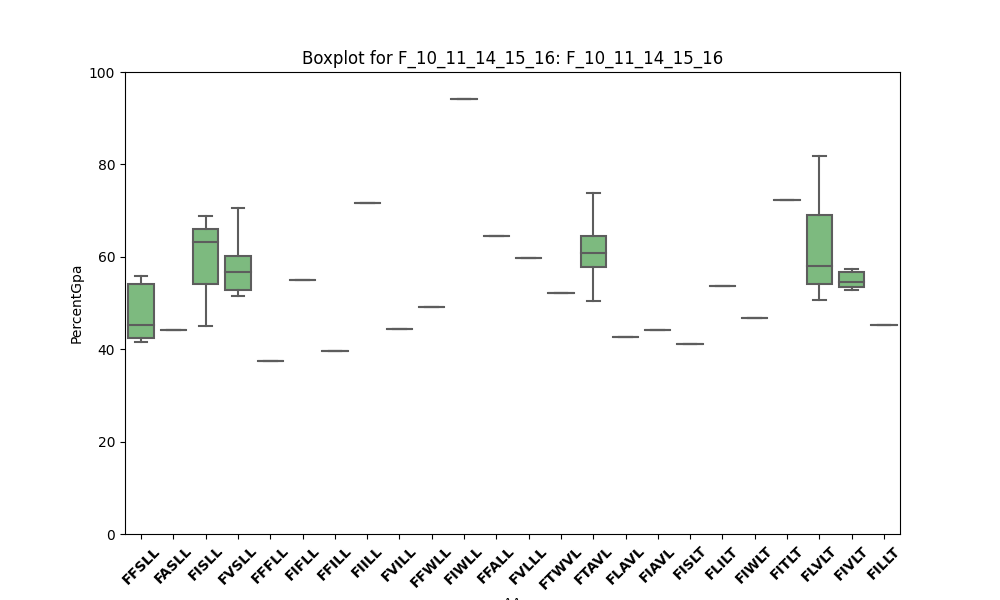 Boxplot for F_10_11_14_15_16: F_10_11_14_15_16
PercentGpa
100
80
60
40
20
0
FFSLL
FASLL
FISLL
FVSLL
FFFLL
FIFLL
FFILL
FIILL
FVILL
FFWLL
FIWLL
FFALL
FVLLL
FTWVL
FTAVL
FLAVL
FIAVL
FISLT
FLILT
FIWLT
FITLT
FLVLT
FIVLT
FILLT